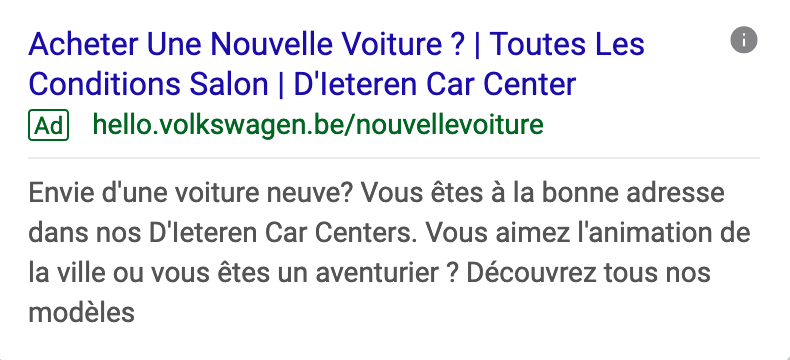 Acheter Une Nouvelle Voiture ? | Toutes Les
Conditions Salon | D'Ieteren Car Center
Ad hello.volkswagen.be/nouvellevoiture
Envie d'une voiture neuve? Vous êtes à la bonne adresse
dans nos D'Ieteren Car Centers. Vous aimez l'animation de
la ville ou vous êtes un aventurier ? Découvrez tous nos
modèles